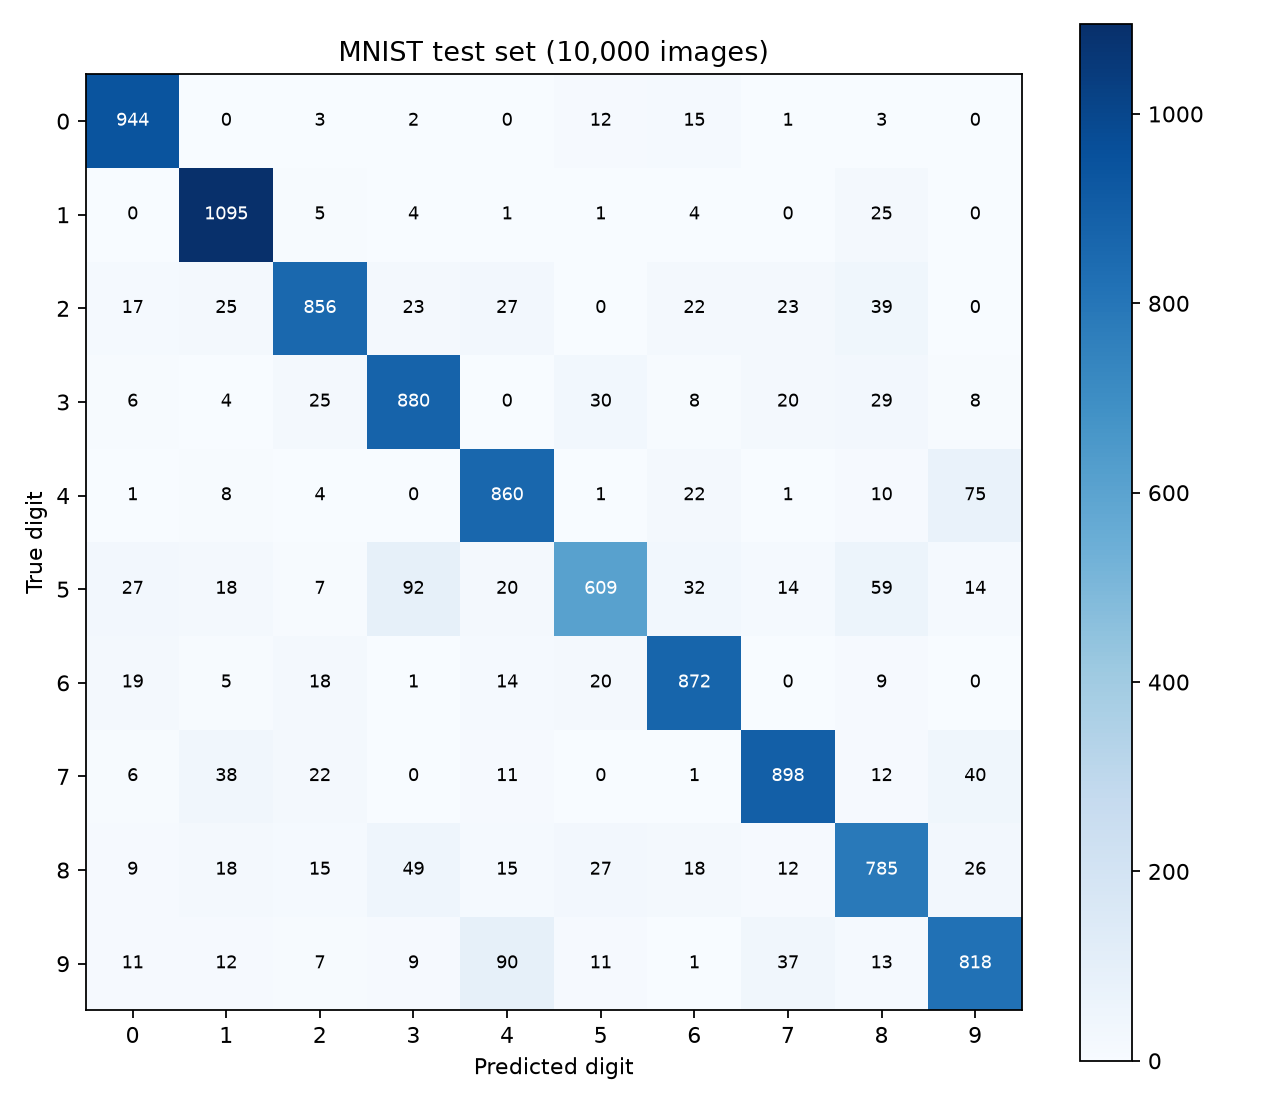 MNIST test set (10,000 images)
0 944 0 3 2 0 12 15 1 3 0
1 0 1095 5 4 1 1 4 0 25 0
2 17 25 856 23 27 0 22 23 39 0
3 6 4 25 880 0 30 8 20 29 8
4 1 8 4 0 860 1 22 1 10 75
5 27 18 7 92 20 609 32 14 59 14
6 19 5 18 1 14 20 872 0 9 0
7 6 38 22 0 11 0 1 898 12 40
8 9 18 15 49 15 27 18 12 785 26
9 11 12 7 9 90 11 1 37 13 818
0 1 2 3 4 5 6 7 8 9
Predicted digit
True digit
1000
800
600
400
200
0